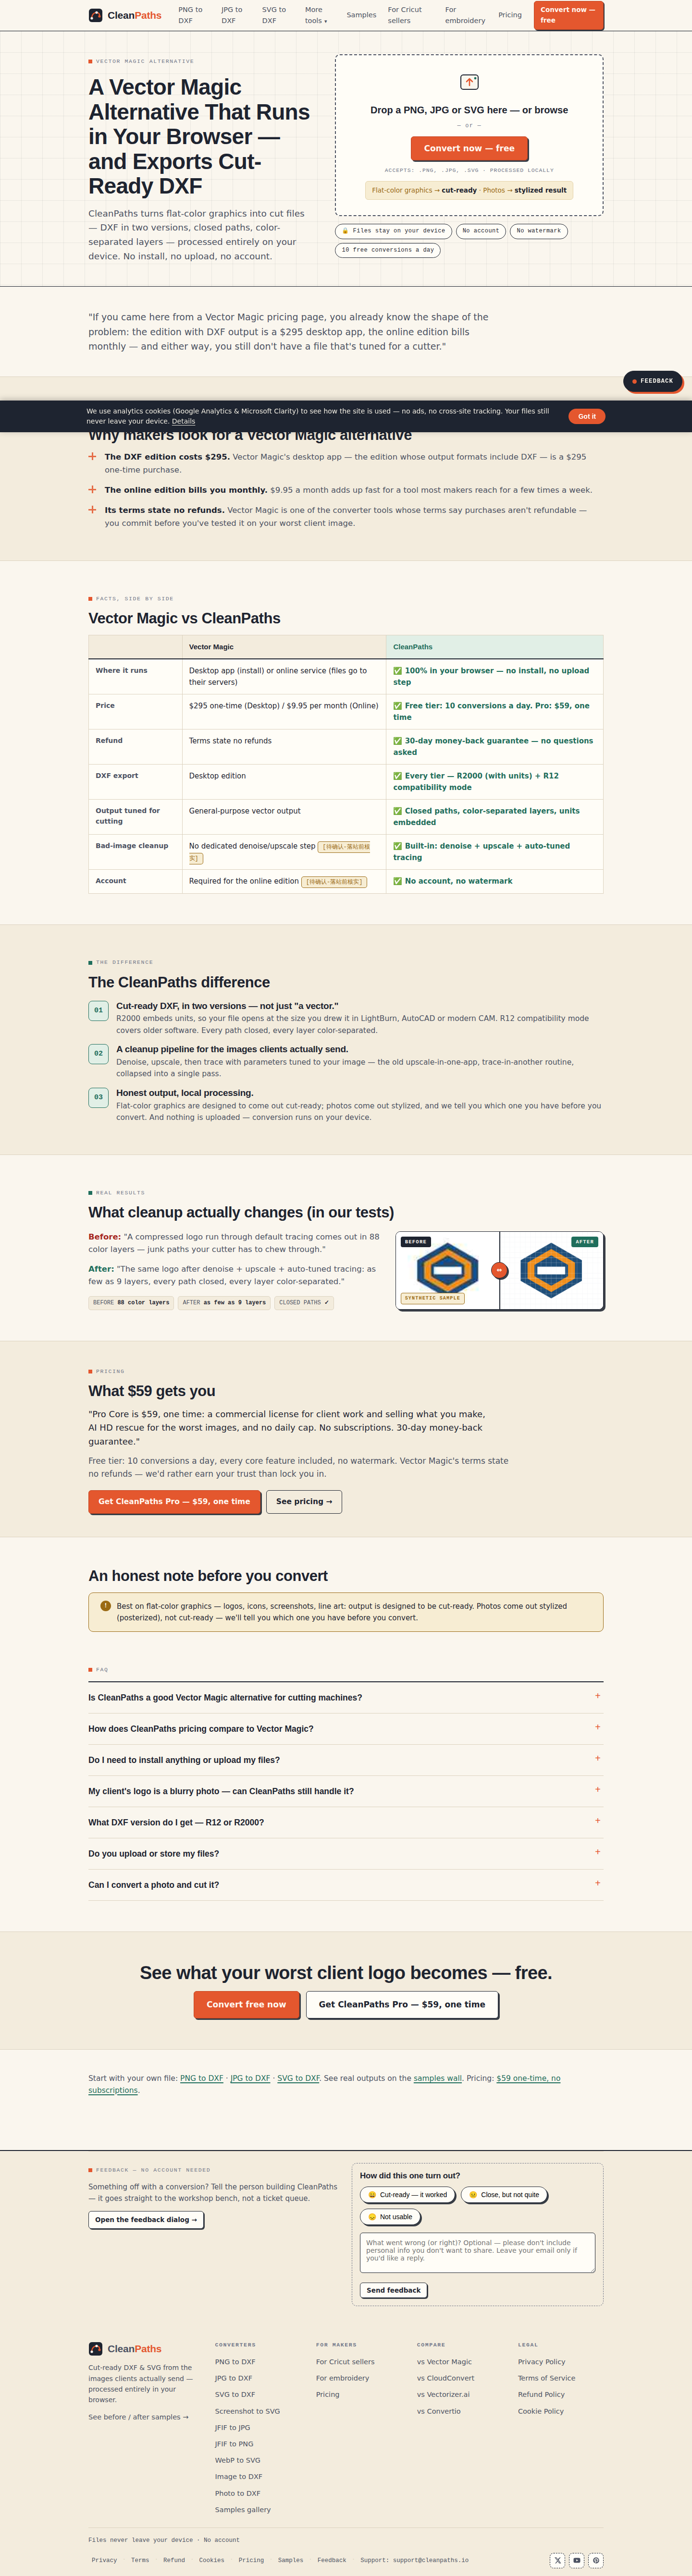 CleanPaths
PNG to DXF
JPG to DXF
SVG to DXF
More tools ▾
Samples
For Cricut sellers
For embroidery
Pricing
Convert now — free
VECTOR MAGIC ALTERNATIVE
A Vector Magic
Alternative That Runs
in Your Browser —
and Exports Cut-
Ready DXF
CleanPaths turns flat-color graphics into cut files
— DXF in two versions, closed paths, color-
separated layers — processed entirely on your
device. No install, no upload, no account.
Drop a PNG, JPG or SVG here — or browse
— or —
Convert now — free
ACCEPTS: .PNG, .JPG, .SVG · PROCESSED LOCALLY
Flat-color graphics → cut-ready · Photos → stylized result
🔒 Files stay on your device
No account
No watermark
10 free conversions a day
"If you came here from a Vector Magic pricing page, you already know the shape of the
problem: the edition with DXF output is a $295 desktop app, the online edition bills
monthly — and either way, you still don't have a file that's tuned for a cutter."
FEEDBACK
We use analytics cookies (Google Analytics & Microsoft Clarity) to see how the site is used — no ads, no cross-site tracking. Your files still
never leave your device. Details
Got it
Why makers look for a Vector Magic alternative
The DXF edition costs $295. Vector Magic's desktop app — the edition whose output formats include DXF — is a $295
one-time purchase.
The online edition bills you monthly. $9.95 a month adds up fast for a tool most makers reach for a few times a week.
Its terms state no refunds. Vector Magic is one of the converter tools whose terms say purchases aren't refundable —
you commit before you've tested it on your worst client image.
FACTS, SIDE BY SIDE
Vector Magic vs CleanPaths
Vector Magic
CleanPaths
Where it runs
Desktop app (install) or online service (files go to
their servers)
✅ 100% in your browser — no install, no upload
step
Price
$295 one-time (Desktop) / $9.95 per month (Online)
✅ Free tier: 10 conversions a day. Pro: $59, one
time
Refund
Terms state no refunds
✅ 30-day money-back guarantee — no questions
asked
DXF export
Desktop edition
✅ Every tier — R2000 (with units) + R12
compatibility mode
Output tuned for
cutting
General-purpose vector output
✅ Closed paths, color-separated layers, units
embedded
Bad-image cleanup
No dedicated denoise/upscale step [待确认-落站前核
实]
✅ Built-in: denoise + upscale + auto-tuned
tracing
Account
Required for the online edition [待确认-落站前核实]
✅ No account, no watermark
THE DIFFERENCE
The CleanPaths difference
01
Cut-ready DXF, in two versions — not just "a vector."
R2000 embeds units, so your file opens at the size you drew it in LightBurn, AutoCAD or modern CAM. R12 compatibility mode
covers older software. Every path closed, every layer color-separated.
02
A cleanup pipeline for the images clients actually send.
Denoise, upscale, then trace with parameters tuned to your image — the old upscale-in-one-app, trace-in-another routine,
collapsed into a single pass.
03
Honest output, local processing.
Flat-color graphics are designed to come out cut-ready; photos come out stylized, and we tell you which one you have before you
convert. And nothing is uploaded — conversion runs on your device.
REAL RESULTS
What cleanup actually changes (in our tests)
Before: "A compressed logo run through default tracing comes out in 88
color layers — junk paths your cutter has to chew through."
After: "The same logo after denoise + upscale + auto-tuned tracing: as
few as 9 layers, every path closed, every layer color-separated."
BEFORE 88 color layers
AFTER as few as 9 layers
CLOSED PATHS ✔
BEFORE
AFTER
SYNTHETIC SAMPLE
PRICING
What $59 gets you
"Pro Core is $59, one time: a commercial license for client work and selling what you make,
AI HD rescue for the worst images, and no daily cap. No subscriptions. 30-day money-back
guarantee."
Free tier: 10 conversions a day, every core feature included, no watermark. Vector Magic's terms state
no refunds — we'd rather earn your trust than lock you in.
Get CleanPaths Pro — $59, one time
See pricing →
An honest note before you convert
!
Best on flat-color graphics — logos, icons, screenshots, line art: output is designed to be cut-ready. Photos come out stylized
(posterized), not cut-ready — we'll tell you which one you have before you convert.
FAQ
Is CleanPaths a good Vector Magic alternative for cutting machines?
+
How does CleanPaths pricing compare to Vector Magic?
+
Do I need to install anything or upload my files?
+
My client's logo is a blurry photo — can CleanPaths still handle it?
+
What DXF version do I get — R12 or R2000?
+
Do you upload or store my files?
+
Can I convert a photo and cut it?
+
See what your worst client logo becomes — free.
Convert free now
Get CleanPaths Pro — $59, one time
Start with your own file: PNG to DXF · JPG to DXF · SVG to DXF. See real outputs on the samples wall. Pricing: $59 one-time, no
subscriptions.
FEEDBACK — NO ACCOUNT NEEDED
Something off with a conversion? Tell the person building CleanPaths
— it goes straight to the workshop bench, not a ticket queue.
Open the feedback dialog →
How did this one turn out?
😀 Cut-ready — it worked
😐 Close, but not quite
😞 Not usable
What went wrong (or right)? Optional — please don't include
personal info you don't want to share. Leave your email only if
you'd like a reply.
Send feedback
CleanPaths
Cut-ready DXF & SVG from the
images clients actually send —
processed entirely in your
browser.
See before / after samples →
CONVERTERS
PNG to DXF
JPG to DXF
SVG to DXF
Screenshot to SVG
JFIF to JPG
JFIF to PNG
WebP to SVG
Image to DXF
Photo to DXF
Samples gallery
FOR MAKERS
For Cricut sellers
For embroidery
Pricing
COMPARE
vs Vector Magic
vs CloudConvert
vs Vectorizer.ai
vs Convertio
LEGAL
Privacy Policy
Terms of Service
Refund Policy
Cookie Policy
Files never leave your device · No account
Privacy
Terms
Refund
Cookies
Pricing
Samples
Feedback
Support: support@cleanpaths.io